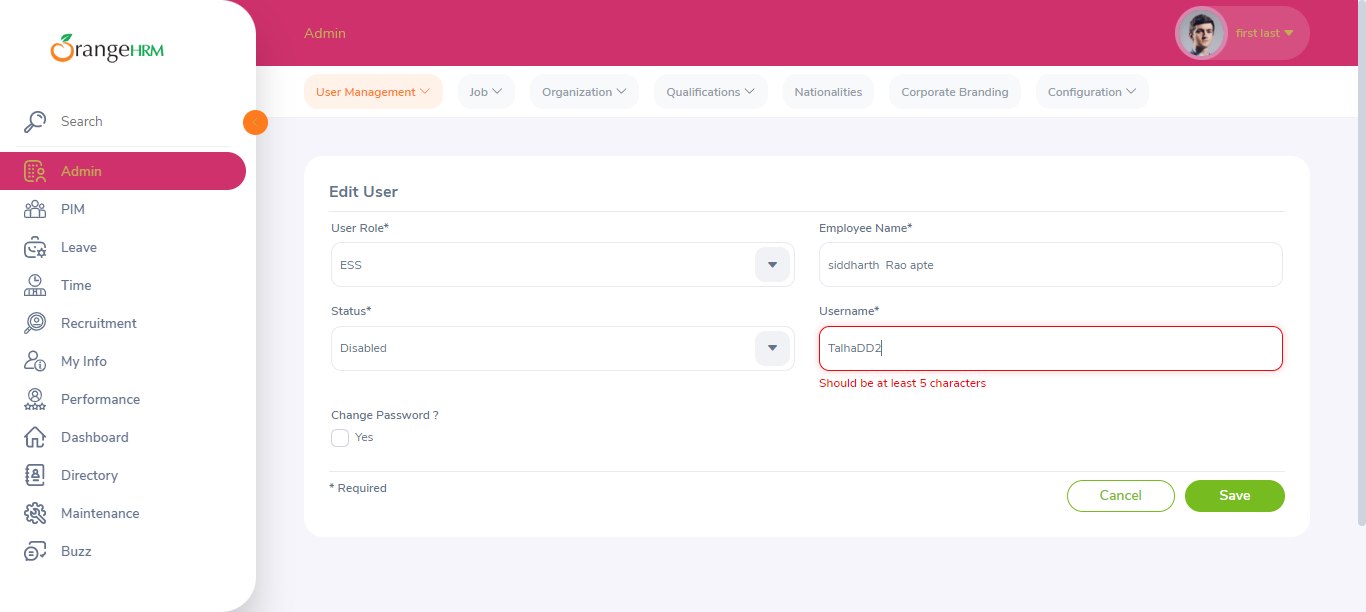 OrangeHRM
Admin
first last
User Management
Job
Organization
Qualifications
Nationalities
Corporate Branding
Configuration
Search
Admin
PIM
Leave
Time
Recruitment
My Info
Performance
Dashboard
Directory
Maintenance
Buzz
Edit User
User Role*
Employee Name*
ESS
siddharth  Rao apte
Status*
Username*
Disabled
TalhaDD2
Should be at least 5 characters
Change Password ?
Yes
* Required
Cancel
Save